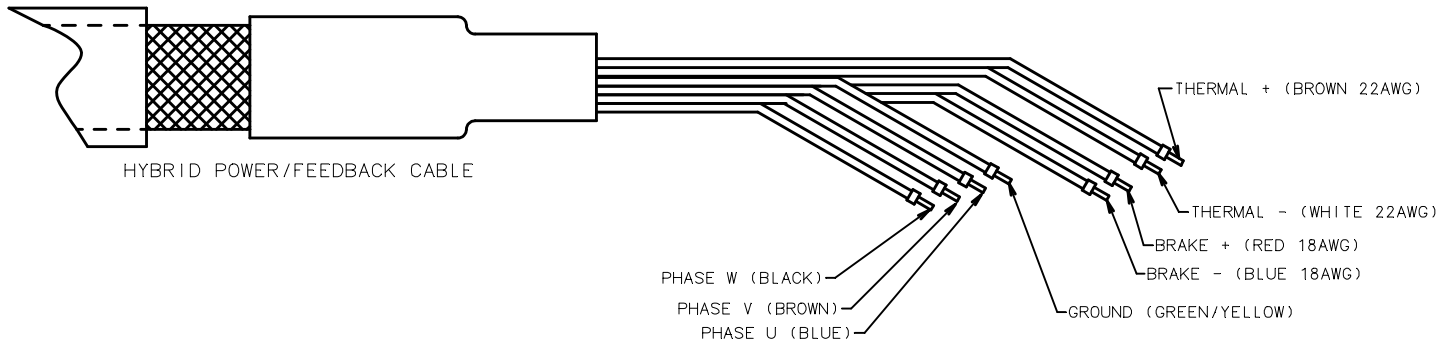 THERMAL + (BROWN 22AWG)
HYBRID POWER/FEEDBACK CABLE
THERMAL - (WHITE 22AWG)
BRAKE + (RED 18AWG)
PHASE W (BLACK)
BRAKE - (BLUE 18AWG)
PHASE V (BROWN)
GROUND (GREEN/YELLOW)
PHASE U (BLUE)